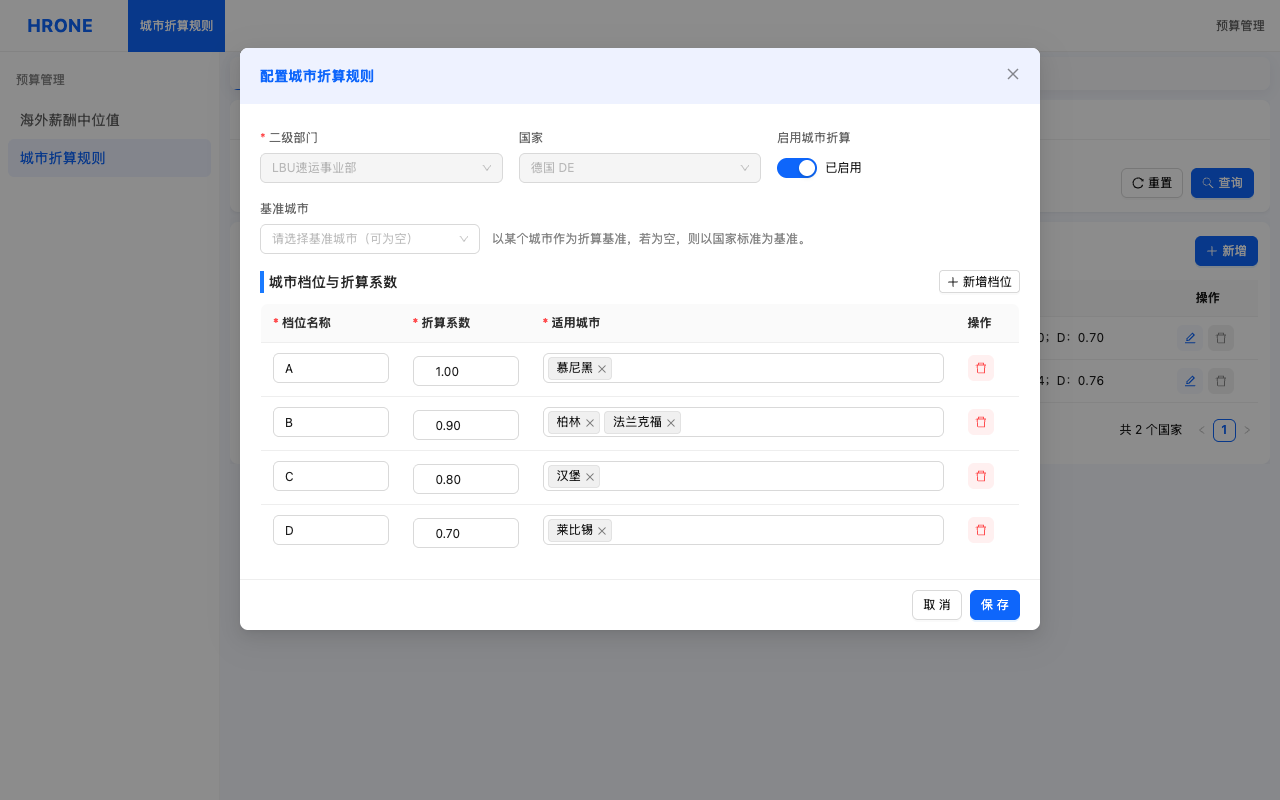 HRONE
城市折算规则
预算管理
预算管理
海外薪酬中位值
城市折算规则
配置城市折算规则
* 二级部门
国家
启用城市折算
LBU速运事业部
德国 DE
已启用
重置
查询
基准城市
请选择基准城市（可为空）
以某个城市作为折算基准，若为空，则以国家标准为基准。
新增
城市档位与折算系数
新增档位
操作
* 档位名称
* 折算系数
* 适用城市
操作
A
1.00
慕尼黑
0；D：0.70
B
0.90
柏林
法兰克福
4；D：0.76
C
0.80
汉堡
共 2 个国家
1
D
0.70
莱比锡
取 消
保 存